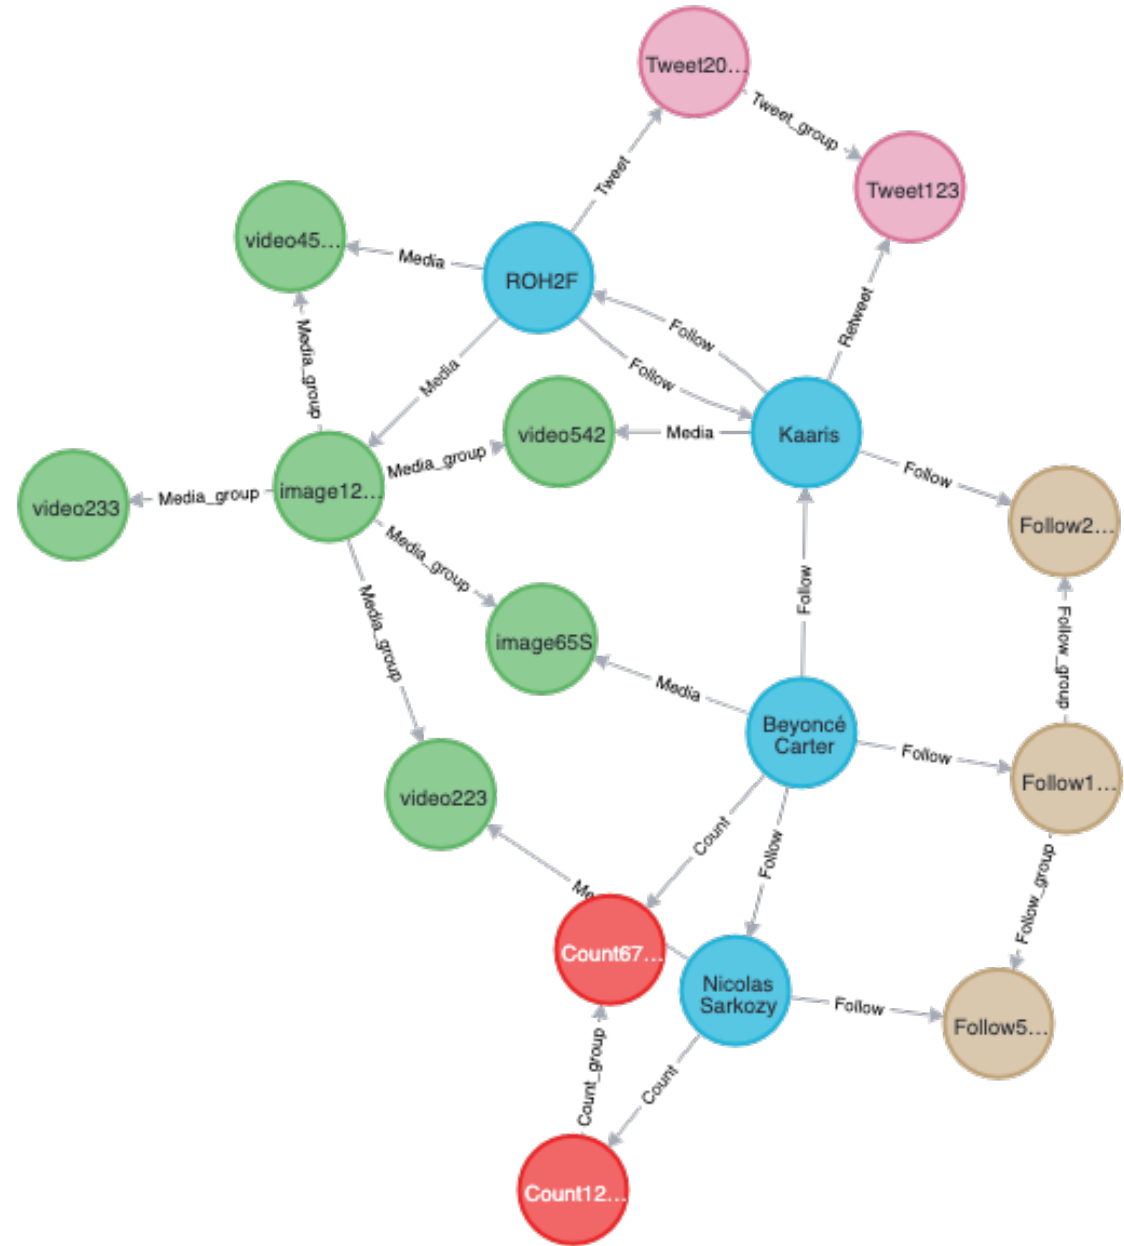 Tweet20...
Tweet_group
Tweet123
Tweet
video45...
Media
ROH2F
Retweet
Follow
Media_group
Media
Follow
video542
Media
Kaaris
Media_group
Follow
video233
Media_group
image12...
Follow2...
Media_group
Follow
Media_group
image65S
Follow_group
Media
Beyoncé
Carter
Follow
Follow1...
video223
Count
Follow
Follow_group
Me
Count67...
Nicolas
Sarkozy
Follow
Follow5...
Count_group
Count
Count12...